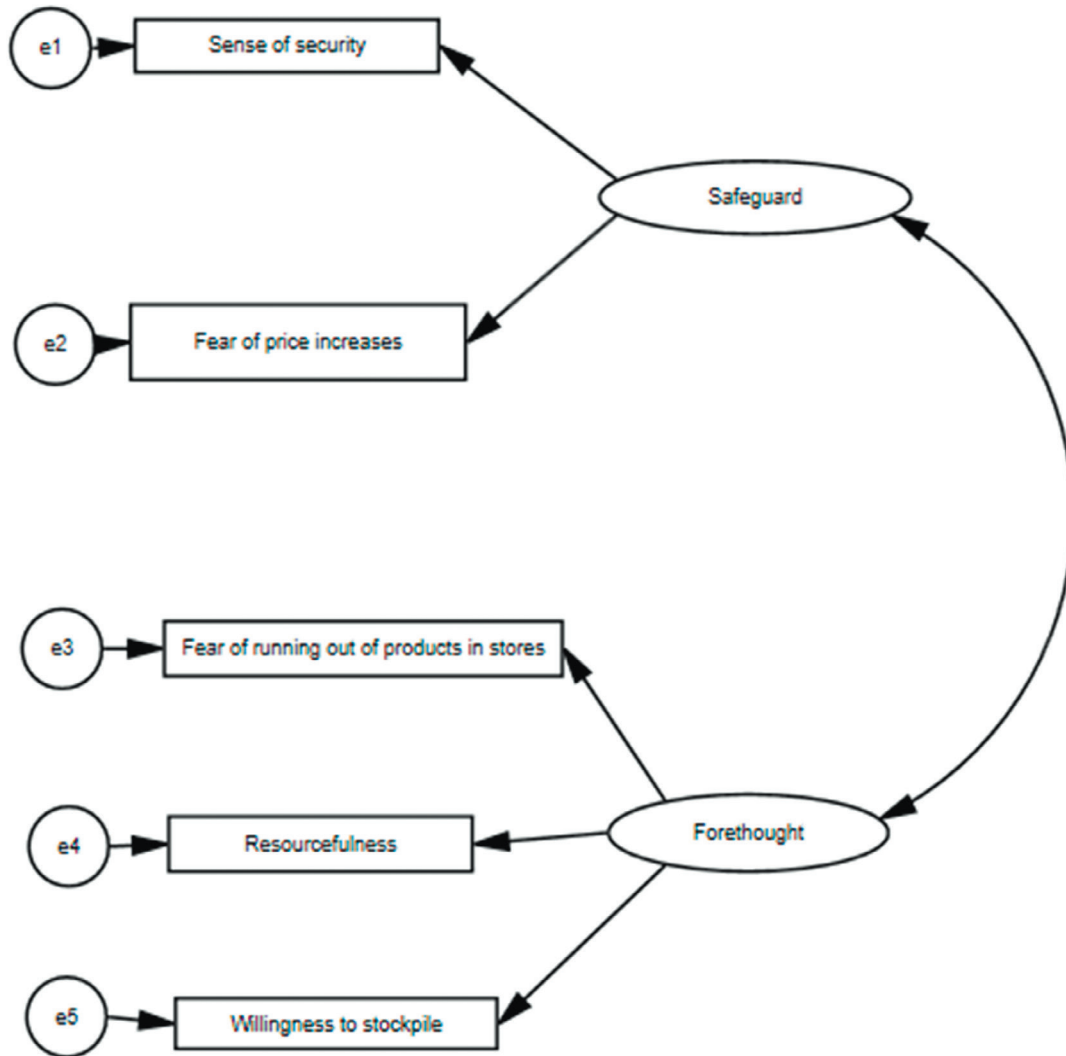 e1
Sense of security
Safeguard
e2
Fear of price increases
e3
Fear of running out of products in stores
e4
Resourcefulness
Forethought
e5
Willingness to stockpile